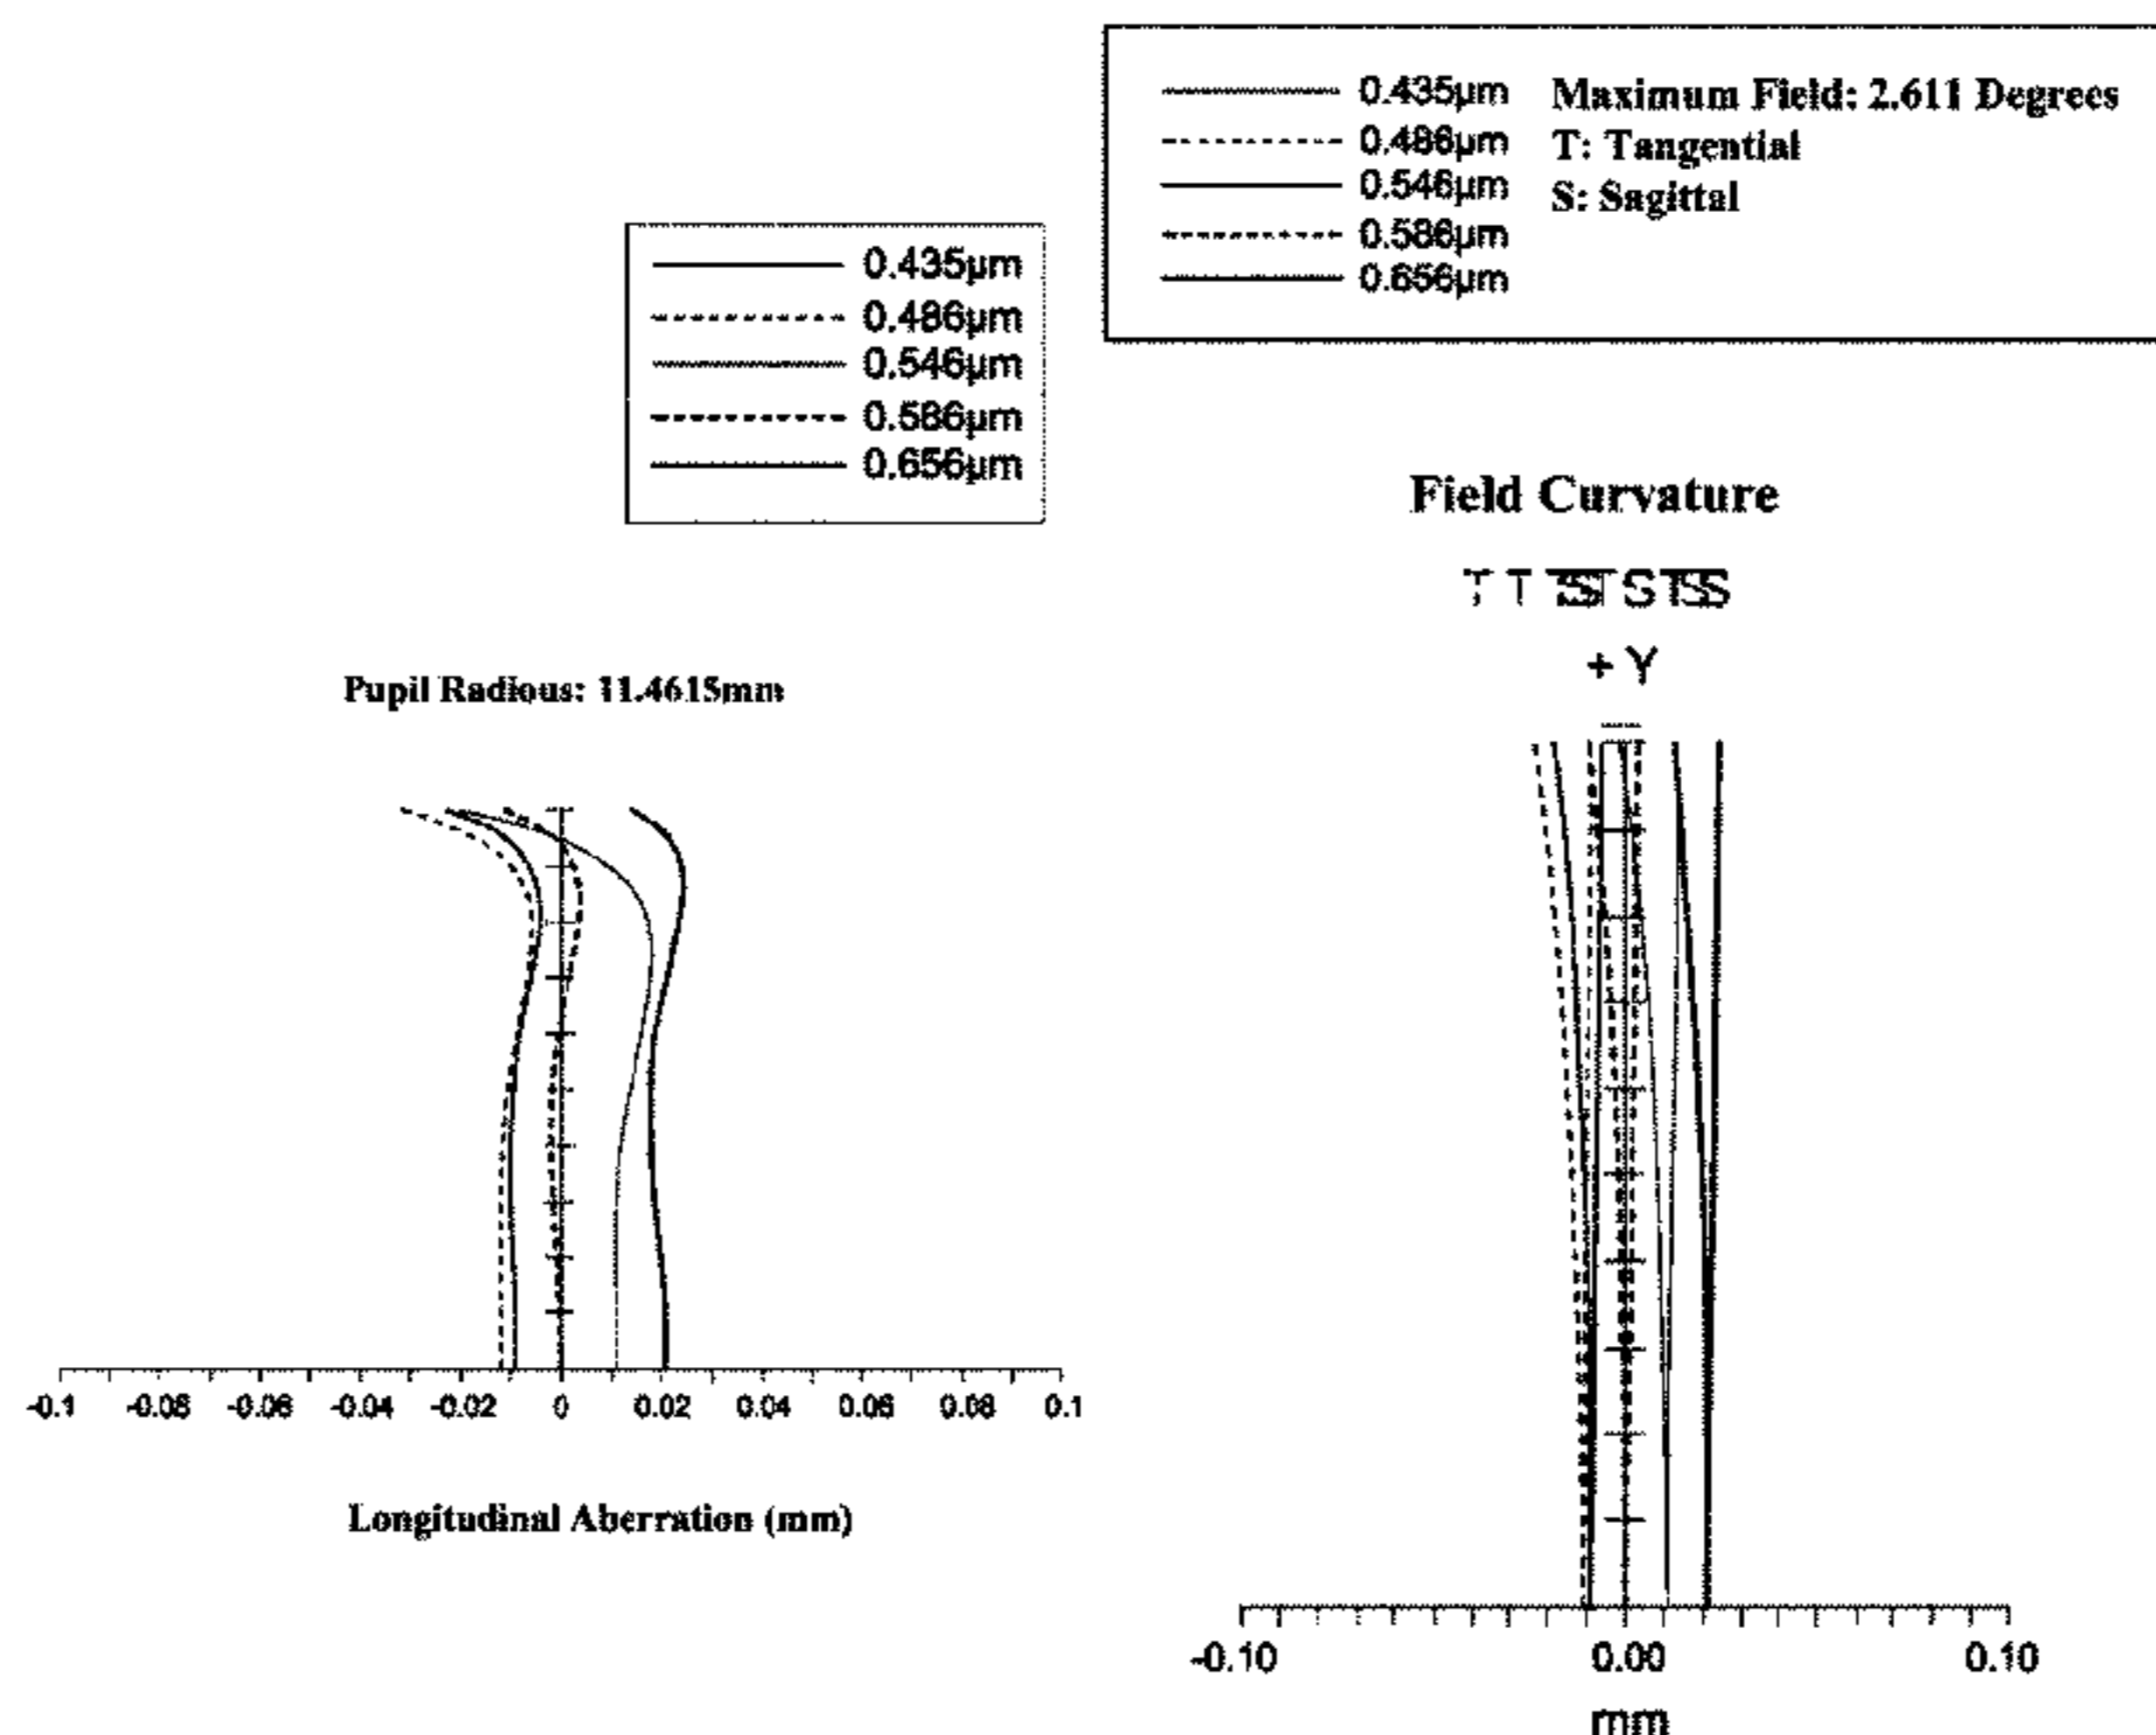 0.435µm
0.486µm
0.546µm
0.586µm
0.656µm
Pupil Radious: 11.4615mm
-0.1 -0.08 -0.06 -0.04 -0.02 0 0.02 0.04 0.06 0.08 0.1
Longitudinal Aberration (mm)
0.435µm Maximum Field: 2.611 Degrees
0.486µm T: Tangential
0.546µm S: Sagittal
0.586µm
0.656µm
Field Curvature
T T S T S T S S
+ Y
-0.10 0.00 0.10
mm